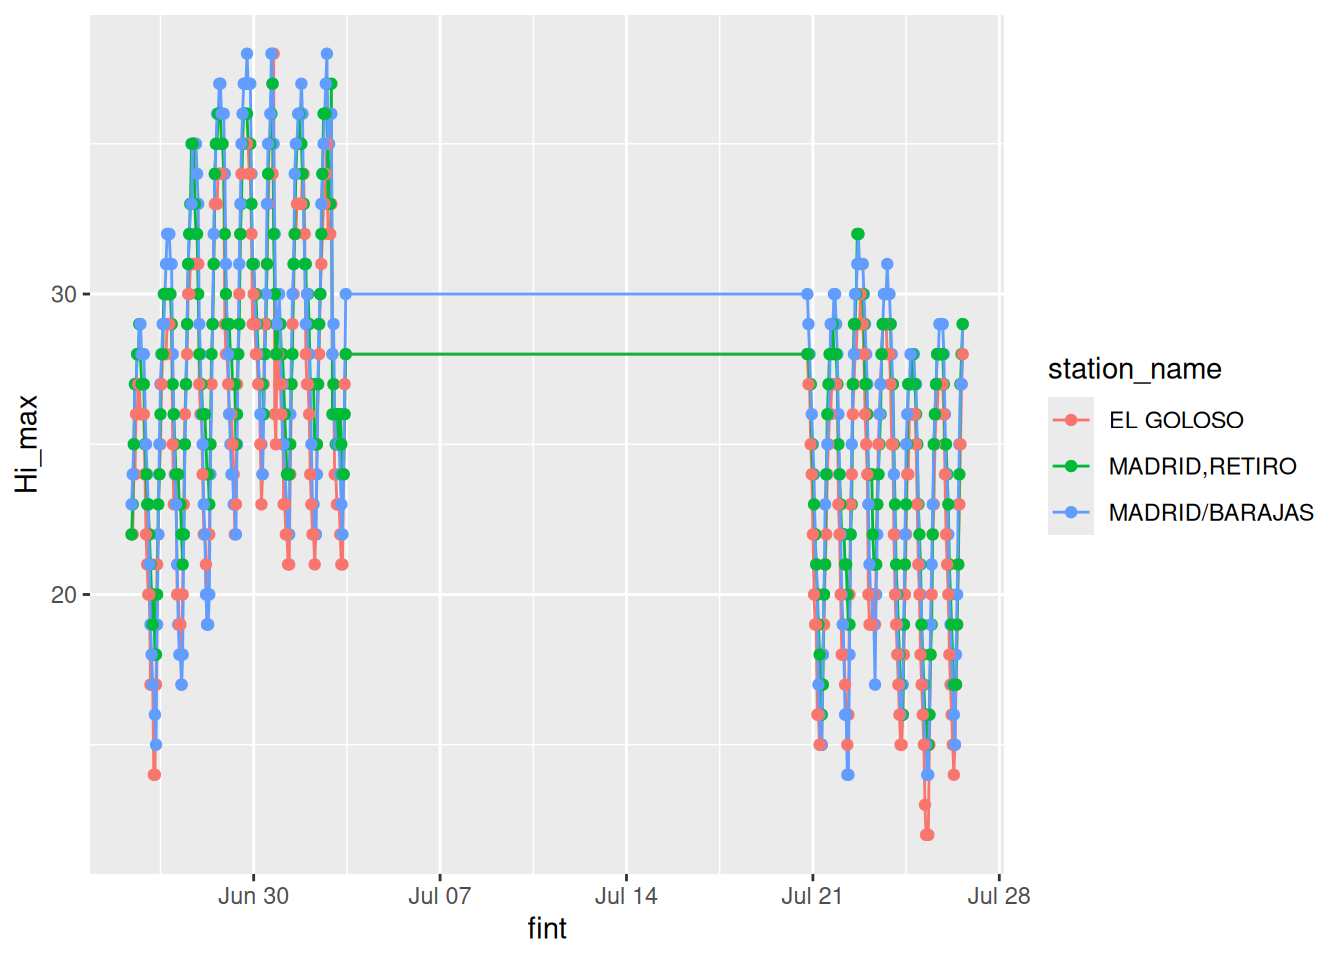 Hi_max
30
20
Jun 30
Jul 07
Jul 14
Jul 21
Jul 28
fint
station_name
EL GOLOSO
MADRID,RETIRO
MADRID/BARAJAS